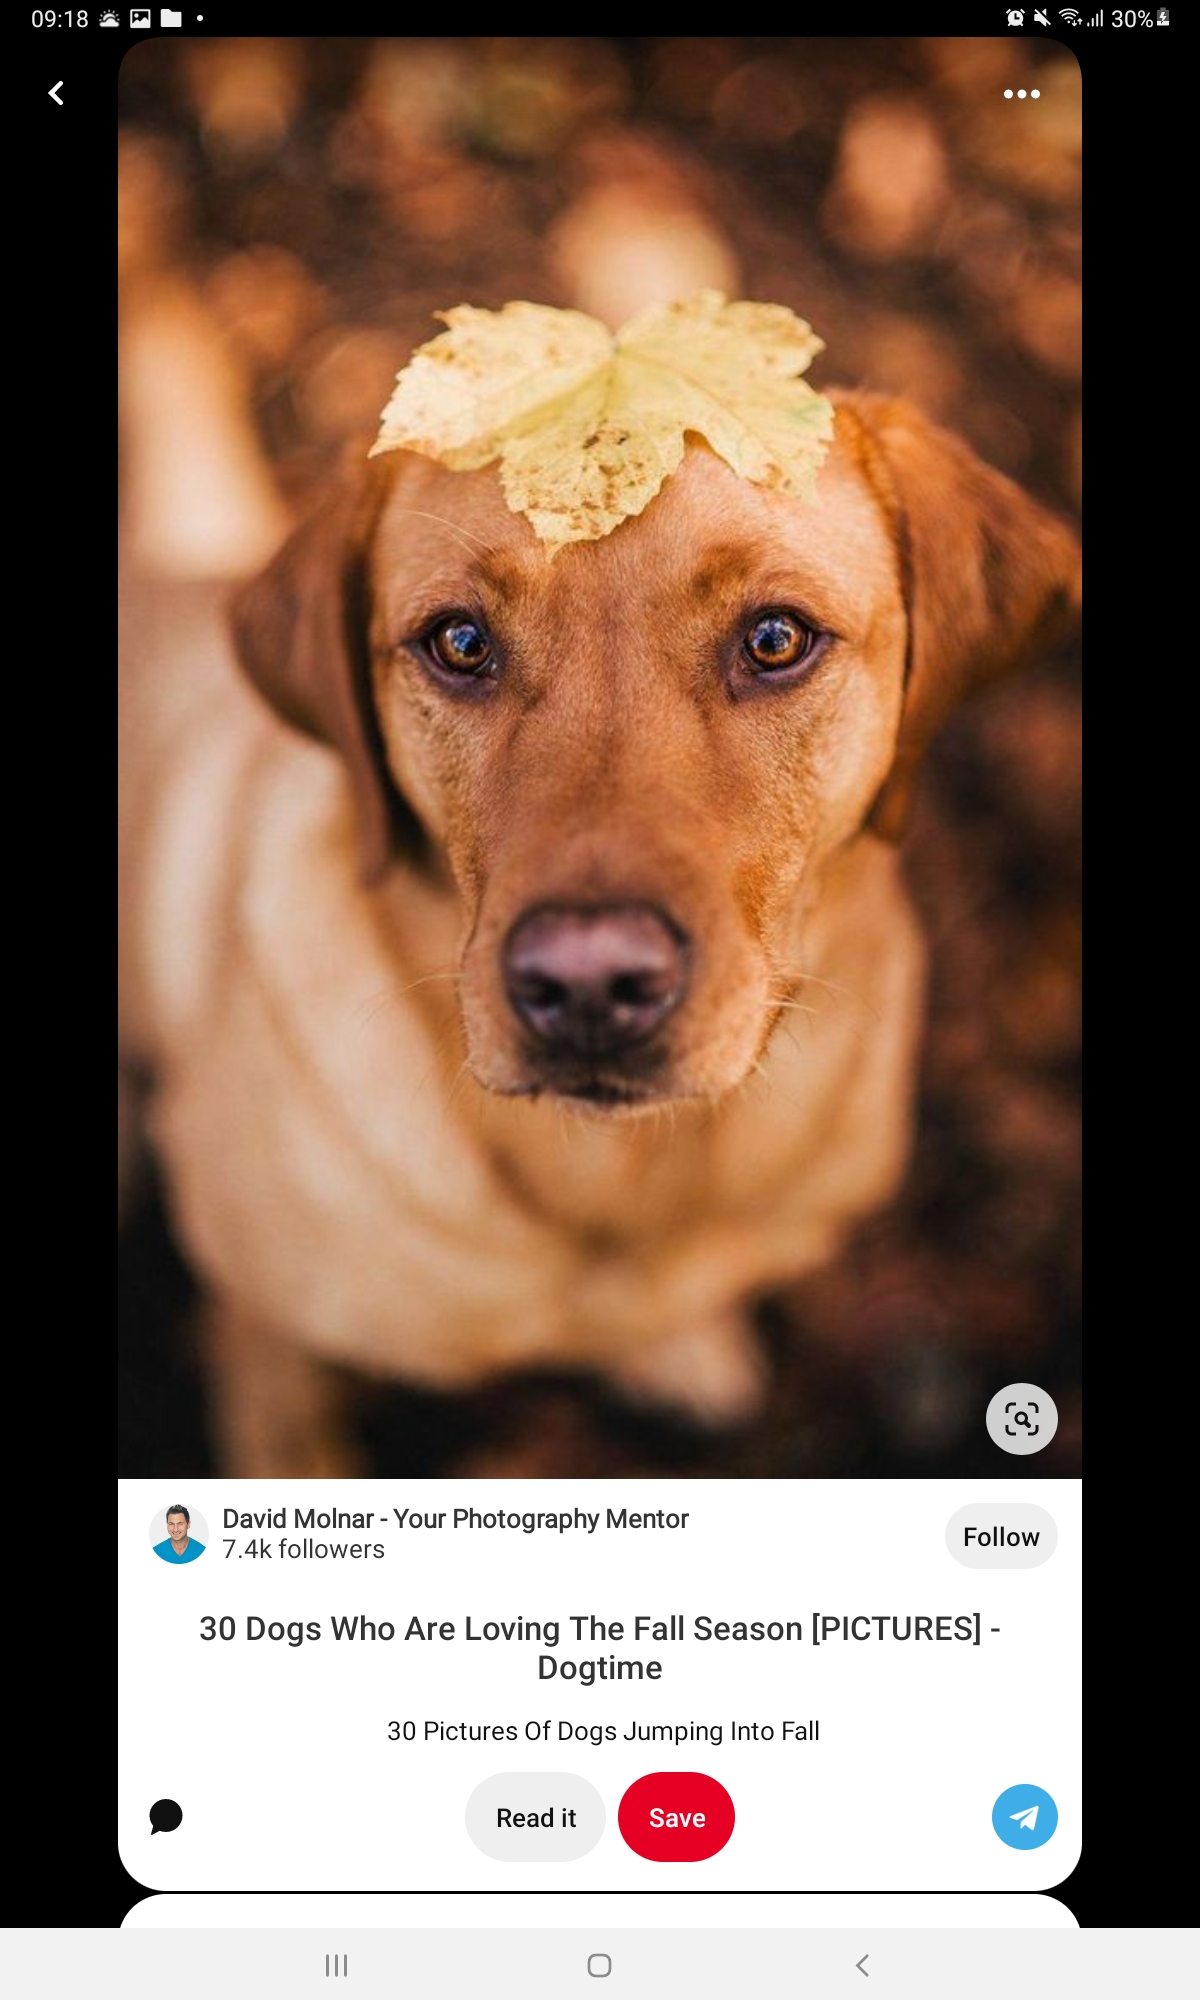 09:18
30%
David Molnar - Your Photography Mentor
7.4k followers
Follow
30 Dogs Who Are Loving The Fall Season [PICTURES] -
Dogtime
30 Pictures Of Dogs Jumping Into Fall
Read it
Save